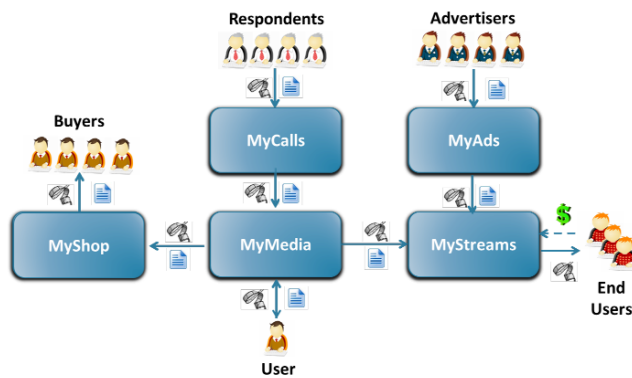 Respondents
Advertisers
Buyers
MyCalls
MyAds
$
MyShop
MyMedia
MyStreams
End
Users
User